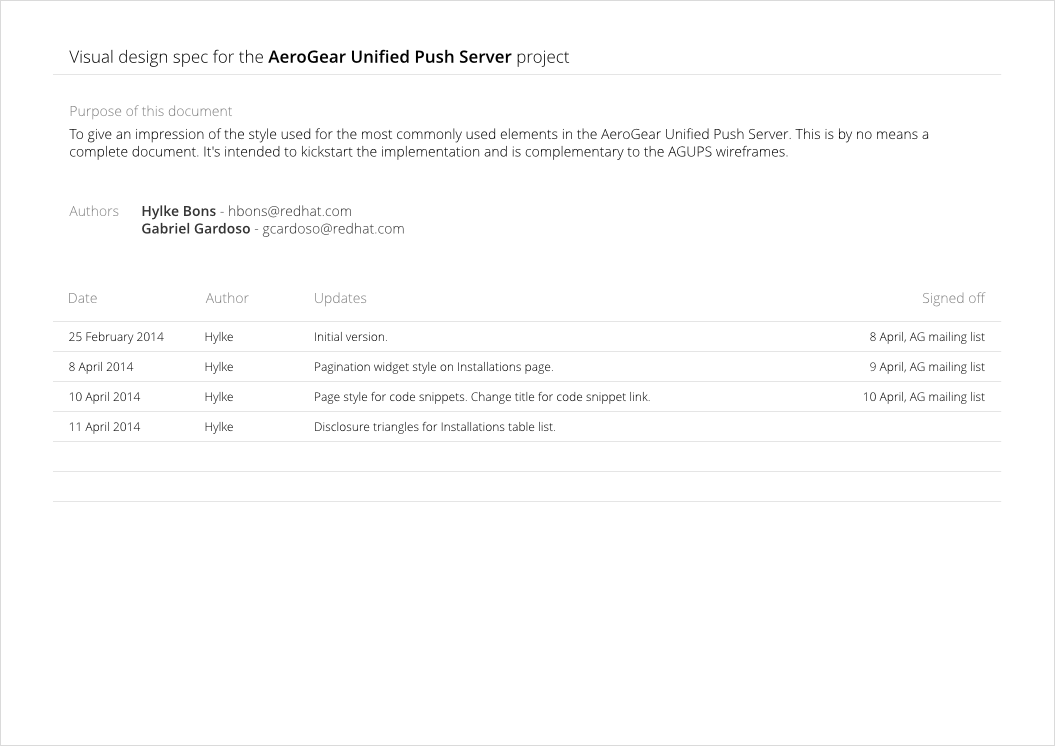 Visual design spec for the AeroGear Unified Push Server project
Purpose of this document
To give an impression of the style used for the most commonly used elements in the AeroGear Unified Push Server. This is by no means a
complete document. It's intended to kickstart the implementation and is complementary to the AGUPS wireframes.
Authors Hylke Bons - hbons@redhat.com
Gabriel Gardoso - gcardoso@redhat.com
Date Author Updates Signed off
25 February 2014 Hylke Initial version. 8 April, AG mailing list
8 April 2014 Hylke Pagination widget style on Installations page. 9 April, AG mailing list
10 April 2014 Hylke Page style for code snippets. Change title for code snippet link. 10 April, AG mailing list
11 April 2014 Hylke Disclosure triangles for Installations table list.